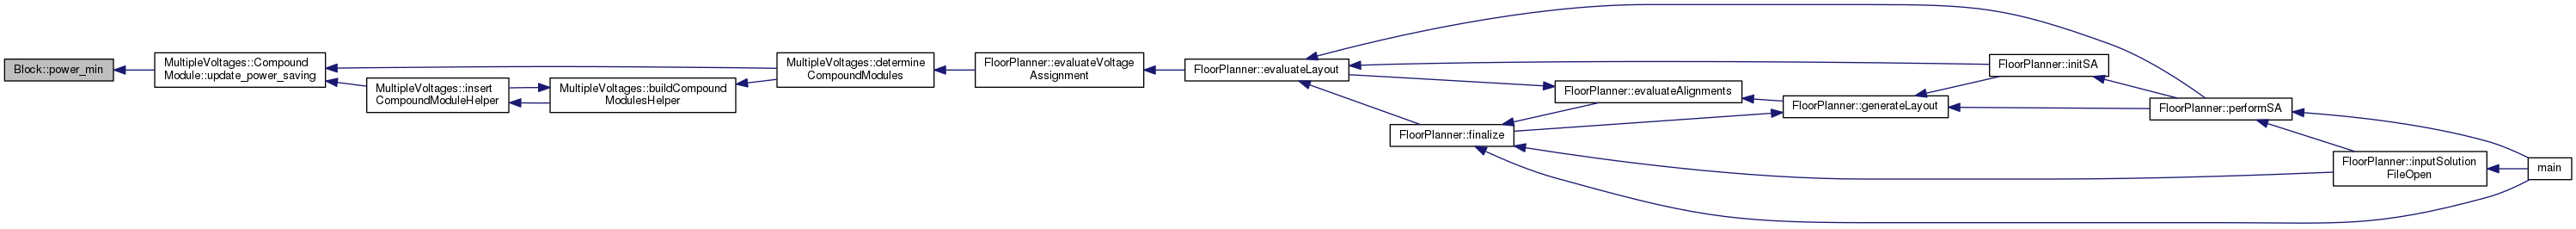 Block::power_min
MultipleVoltages::Compound
Module::update_power_saving
MultipleVoltages::insert
CompoundModuleHelper
MultipleVoltages::buildCompound
ModulesHelper
MultipleVoltages::determine
CompoundModules
FloorPlanner::evaluateVoltage
Assignment
FloorPlanner::evaluateLayout
FloorPlanner::finalize
FloorPlanner::evaluateAlignments
FloorPlanner::generateLayout
FloorPlanner::initSA
FloorPlanner::performSA
FloorPlanner::inputSolution
FileOpen
main